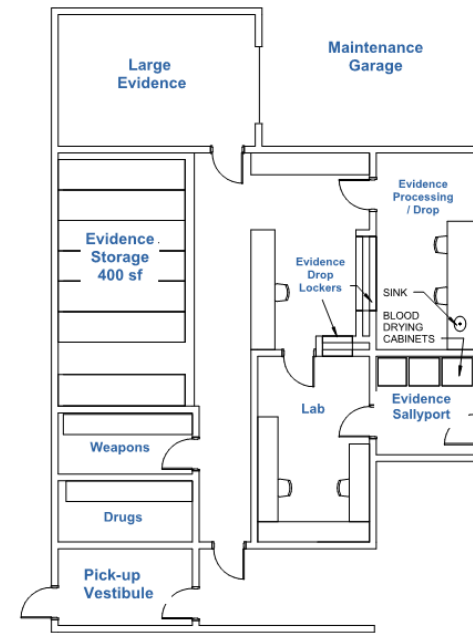 Large
Evidence
Maintenance
Garage
Evidence
Processing
/ Drop
Evidence
Storage
400 sf
Evidence
Drop
Lockers
SINK
BLOOD
DRYING
CABINETS
Evidence
Sallyport
Lab
Weapons
Drugs
Pick-up
Vestibule